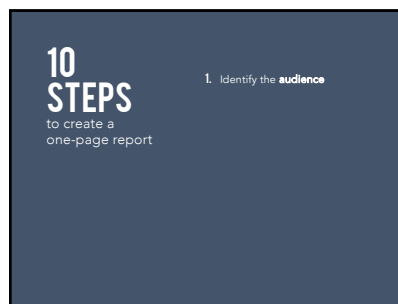 10
STEPS
to create a
one-page report
1. Identify the audience